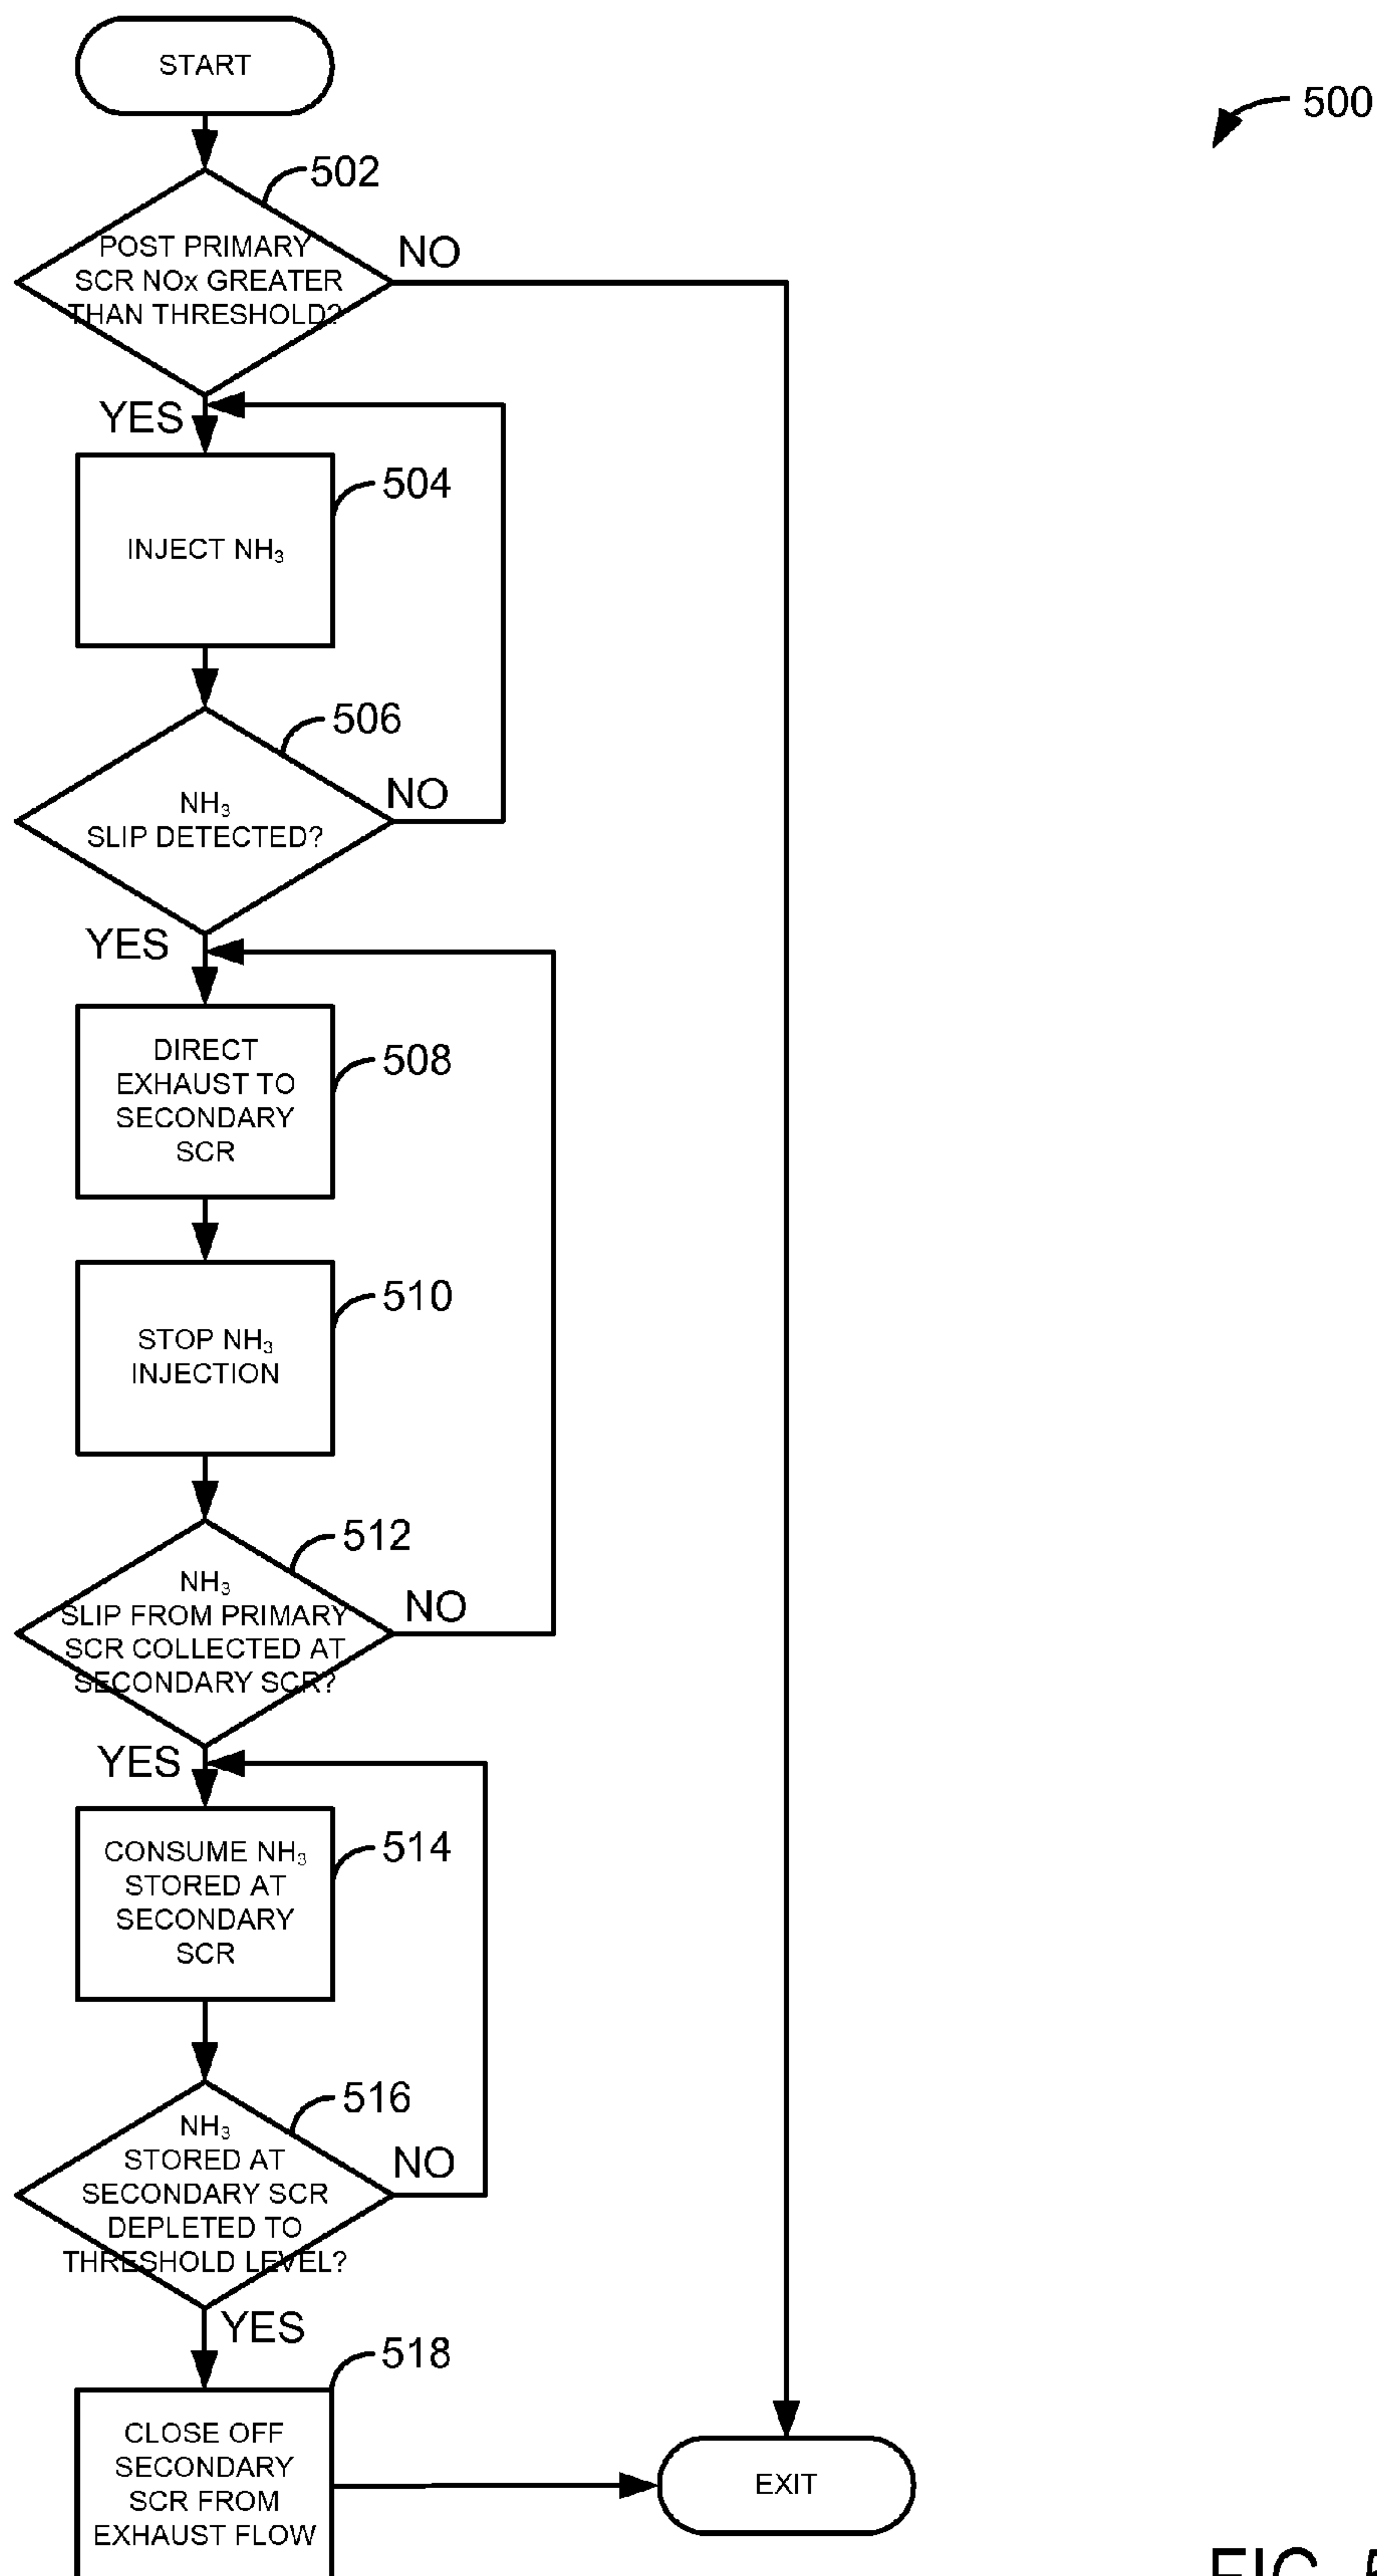 START
500
502
POST PRIMARY
SCR NOx GREATER
THAN THRESHOLD?
NO
YES
504
INJECT NH₃
506
NH₃
SLIP DETECTED?
NO
YES
DIRECT
EXHAUST TO
SECONDARY
SCR
508
510
STOP NH₃
INJECTION
512
NH₃
SLIP FROM PRIMARY
SCR COLLECTED AT
SECONDARY SCR?
NO
YES
CONSUME NH₃
STORED AT
SECONDARY
SCR
514
516
NH₃
STORED AT
SECONDARY SCR
DEPLETED TO
THRESHOLD LEVEL?
NO
YES
518
CLOSE OFF
SECONDARY
SCR FROM
EXHAUST FLOW
EXIT
FIG. 5